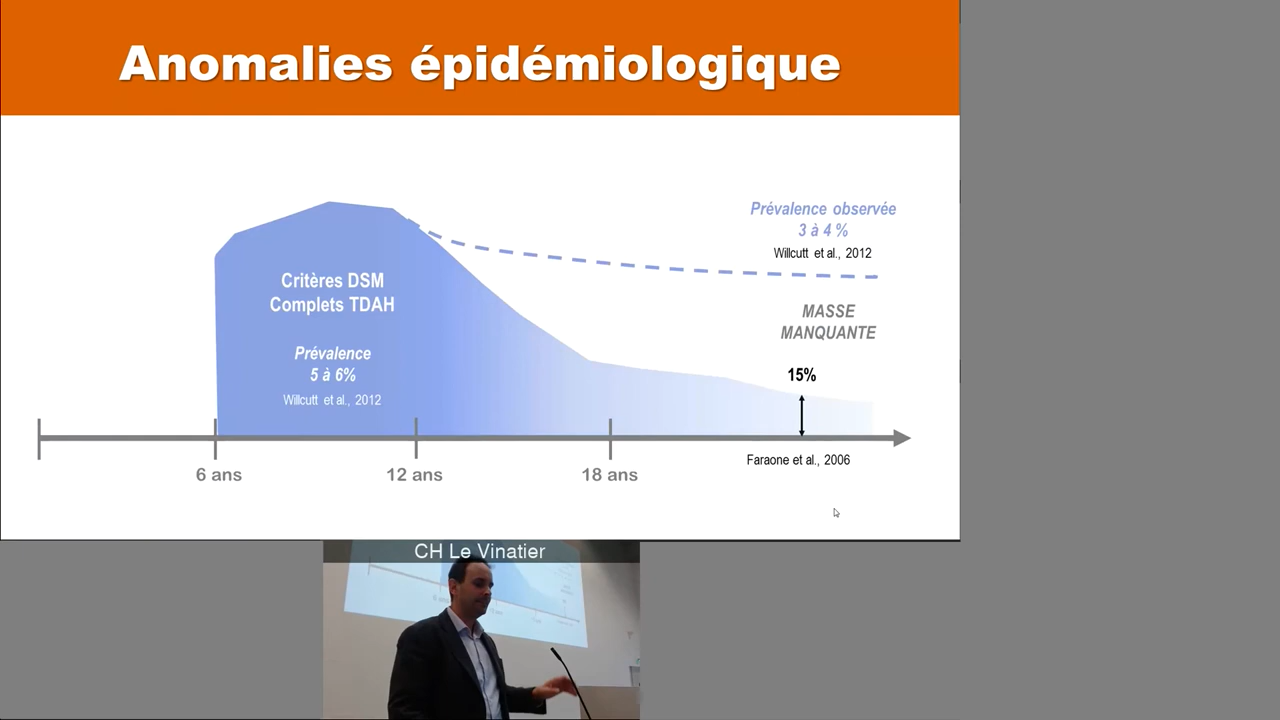 Anomalies épidémiologique
Prévalence observée
3 à 4 %
Willcutt et al., 2012
Critères DSM
Complets TDAH
MASSE
MANQUANTE
Prévalence
5 à 6%
Willcutt et al., 2012
15%
6 ans
12 ans
18 ans
Faraone et al., 2006
CH Le Vinatier